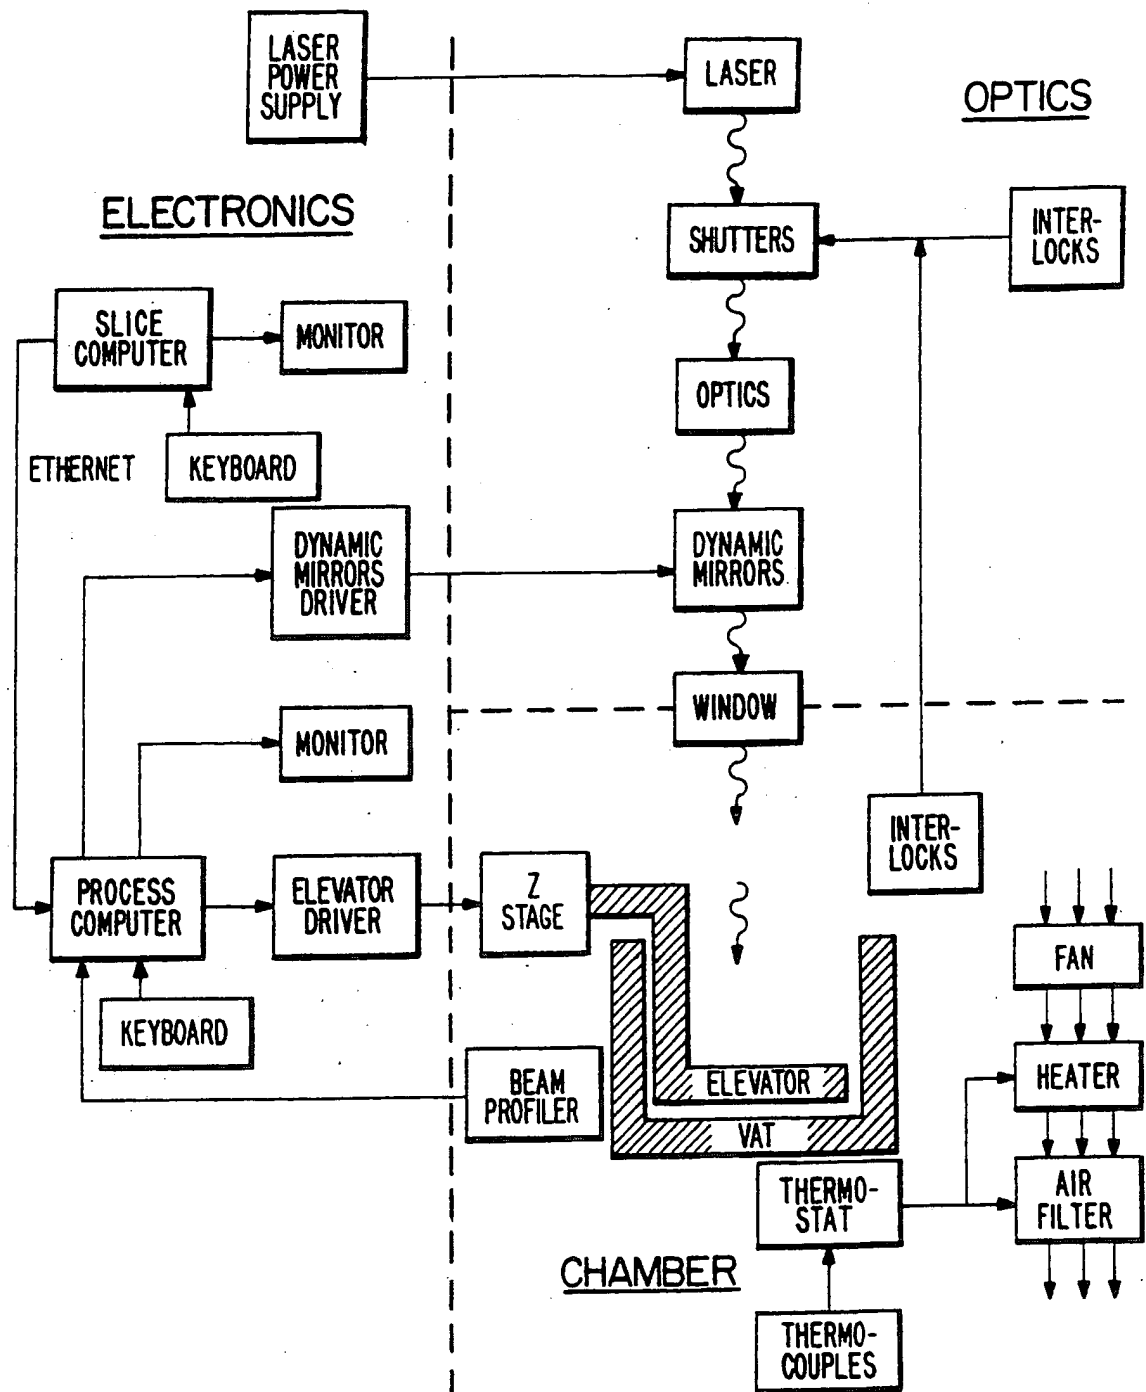 LASER
POWER
SUPPLY
LASER
OPTICS
ELECTRONICS
SHUTTERS
INTER-
LOCKS
SLICE
COMPUTER
MONITOR
OPTICS
ETHERNET
KEYBOARD
DYNAMIC
MIRRORS
DRIVER
DYNAMIC
MIRRORS
WINDOW
MONITOR
INTER-
LOCKS
PROCESS
COMPUTER
ELEVATOR
DRIVER
Z
STAGE
FAN
KEYBOARD
BEAM
PROFILER
ELEVATOR
HEATER
VAT
THERMO-
STAT
AIR
FILTER
CHAMBER
THERMO-
COUPLES